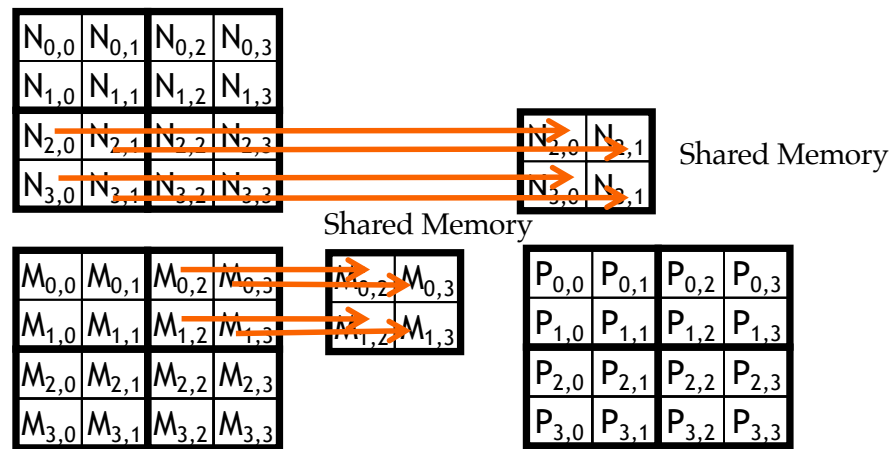 N0,0 N0,1 N0,2 N0,3
N1,0 N1,1 N1,2 N1,3
N2,0 N2,1 N2,2 N2,3 N2,0 N2,1
Shared Memory
N3,0 N3,1 N3,2 N3,3 N3,0 N3,1
Shared Memory
M0,0 M0,1 M0,2 M0,3 M0,2 M0,3 P0,0 P0,1 P0,2 P0,3
M1,0 M1,1 M1,2 M1,3 M1,2 M1,3 P1,0 P1,1 P1,2 P1,3
M2,0 M2,1 M2,2 M2,3 P2,0 P2,1 P2,2 P2,3
M3,0 M3,1 M3,2 M3,3 P3,0 P3,1 P3,2 P3,3